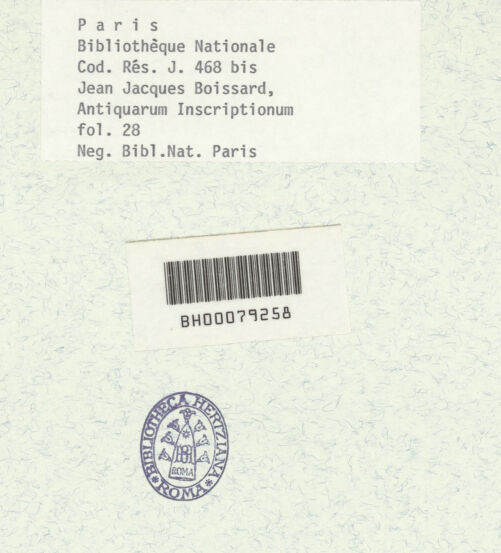 P a r i s
Bibliothèque Nationale
Cod. Rés. J. 468 bis
Jean Jacques Boissard,
Antiquarum Inscriptionum
fol. 28
Neg. Bibl.Nat. Paris
BH00079258
BIBLIOTHECA HERTZIANA
BH
ROMA
*ROMA*